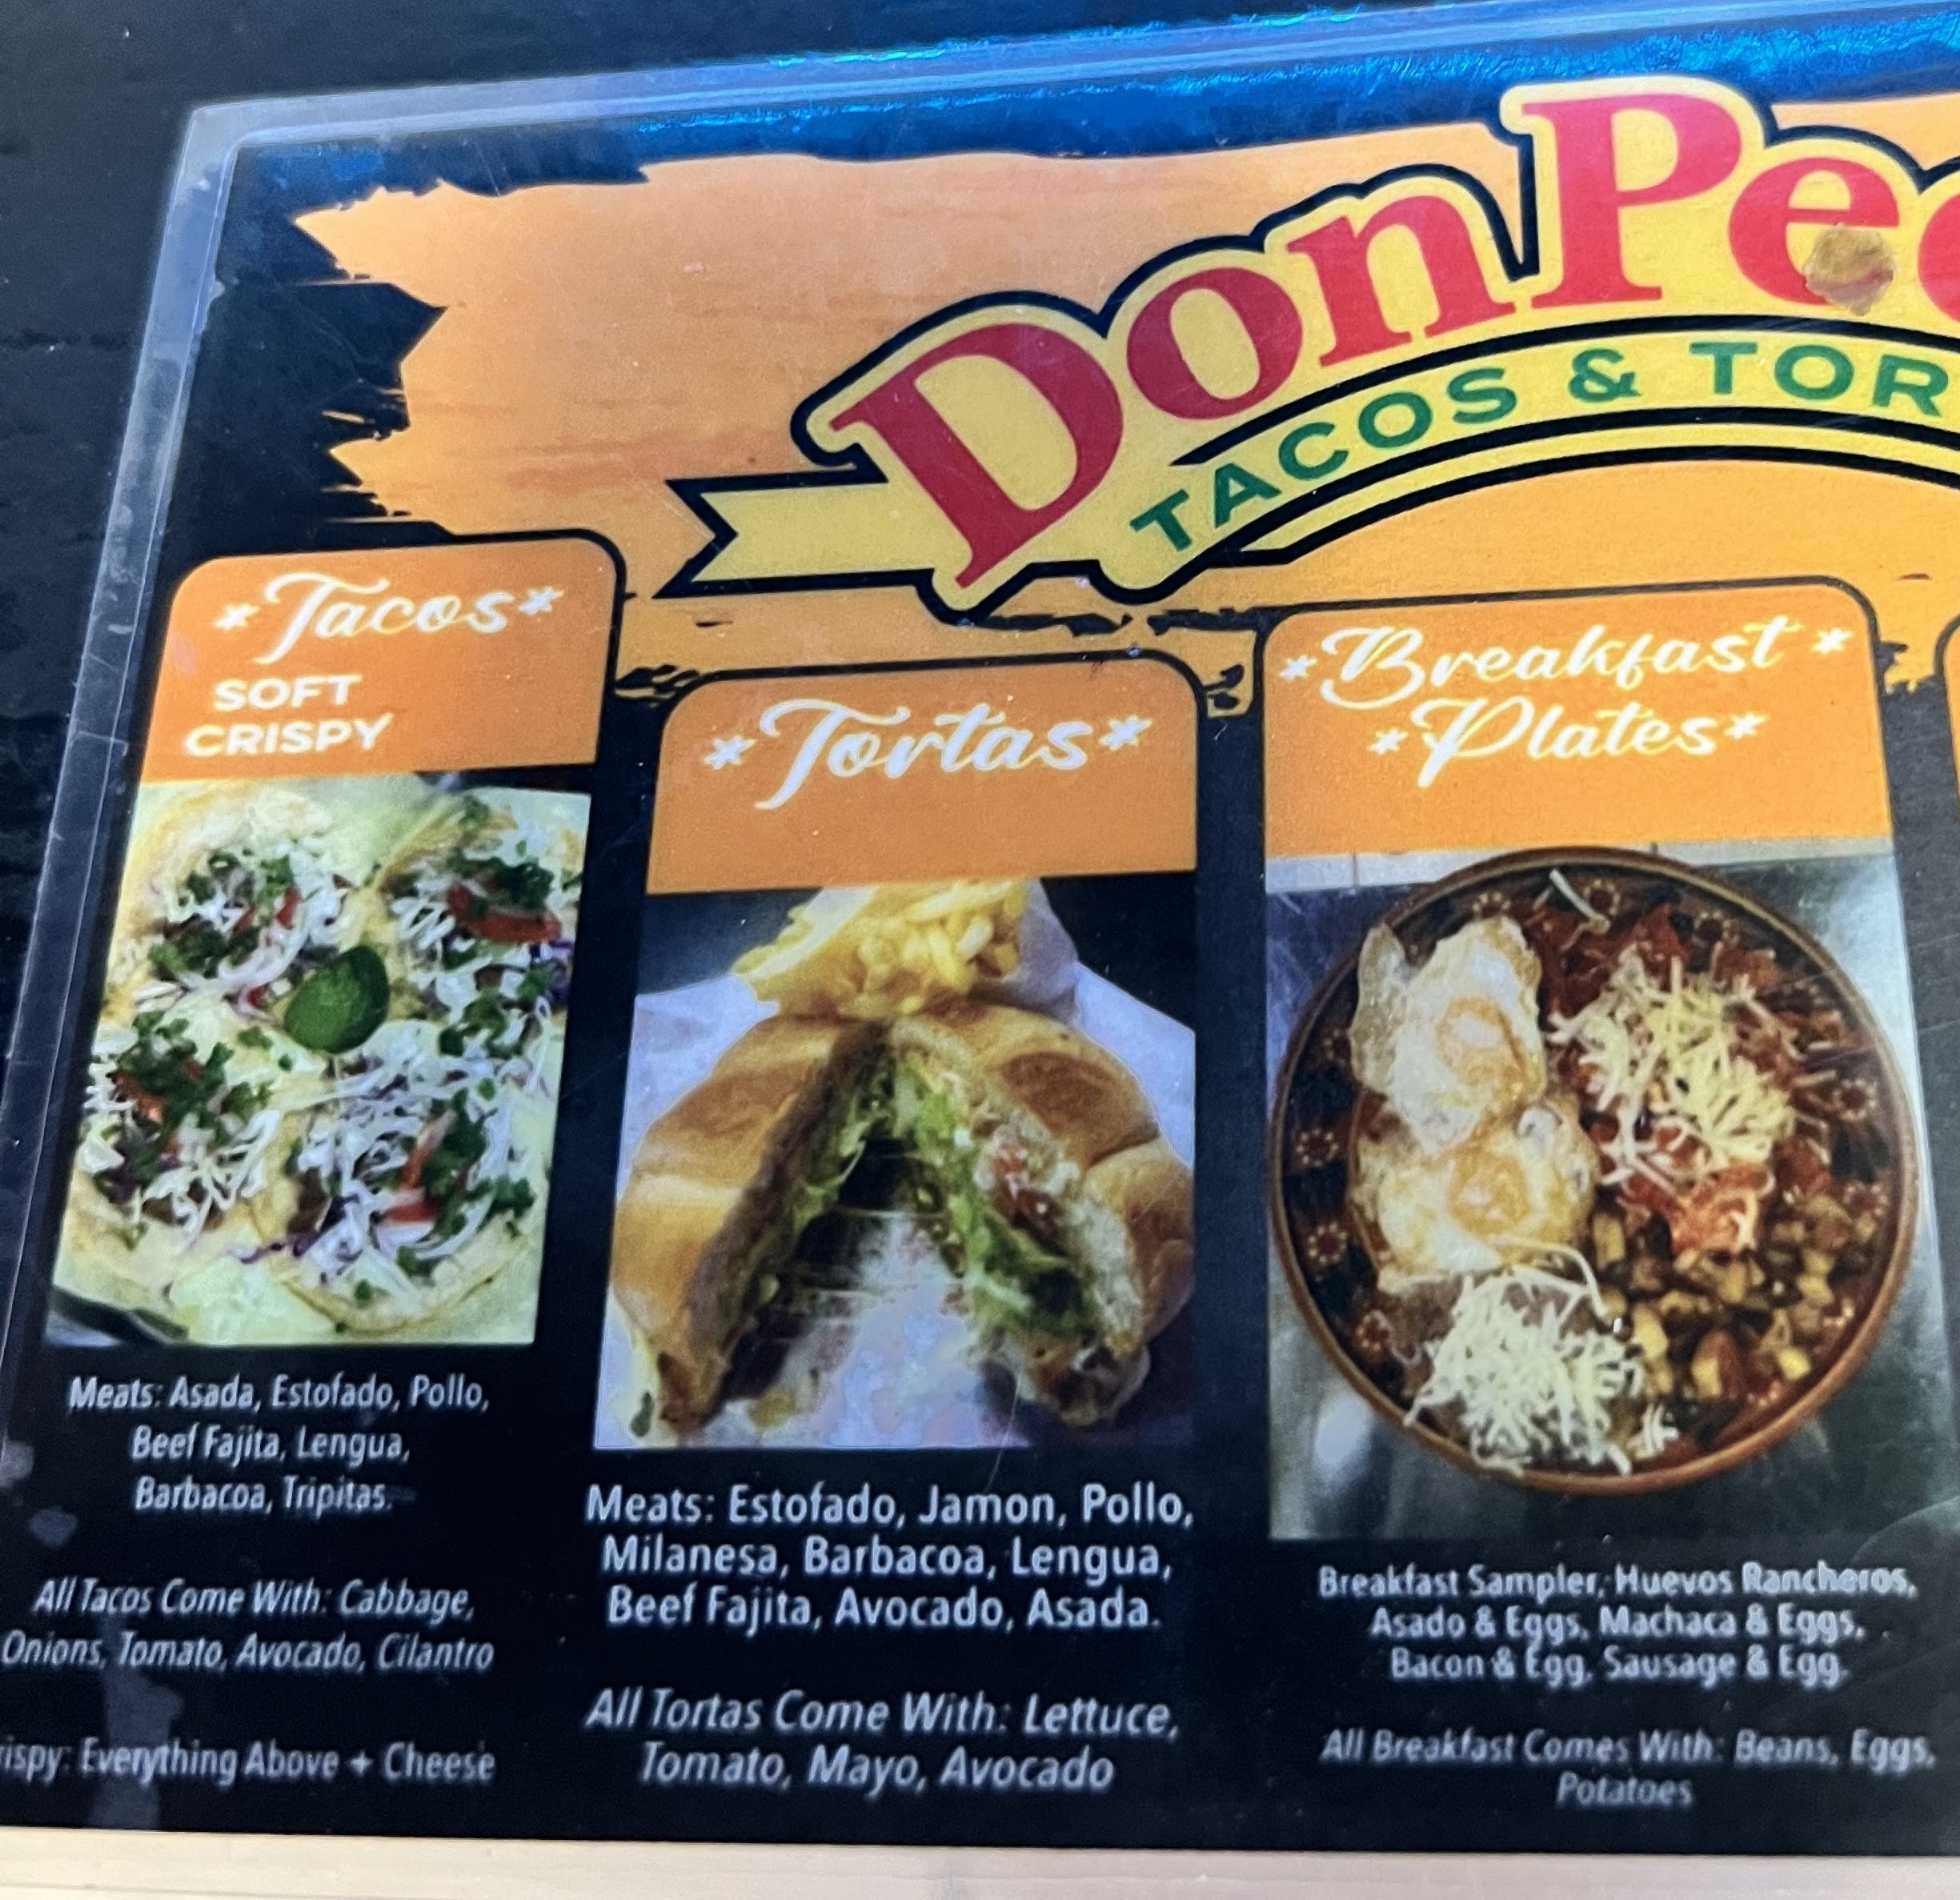 Don Pe
TACOS & TOR
*Tacos*
SOFT
CRISPY
Meats: Asada, Estofado, Pollo,
Beef Fajita, Lengua,
Barbacoa, Tripitas.
All Tacos Come With: Cabbage,
Onions, Tomato, Avocado, Cilantro
rispy: Everything Above + Cheese
*Tortas*
Meats: Estofado, Jamon, Pollo,
Milanesa, Barbacoa, Lengua,
Beef Fajita, Avocado, Asada.
All Tortas Come With: Lettuce,
Tomato, Mayo, Avocado
*Breakfast*
*Plates*
Breakfast Sampler, Huevos Rancheros,
Asado & Eggs, Machaca & Eggs,
Bacon & Egg, Sausage & Egg.
All Breakfast Comes With: Beans, Eggs,
Potatoes